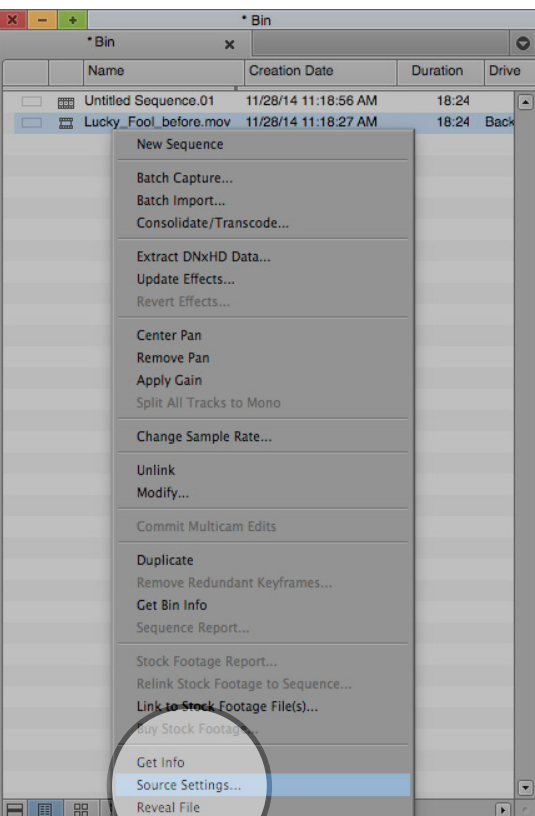 * Bin
* Bin
Name Creation Date Duration Drive
Untitled Sequence.01 11/28/14 11:18:56 AM 18:24
Lucky_Fool_before.mov 11/28/14 11:18:27 AM 18:24 Back
New Sequence
Batch Capture...
Batch Import...
Consolidate/Transcode...
Extract DNxHD Data...
Update Effects...
Revert Effects...
Center Pan
Remove Pan
Apply Gain
Split All Tracks to Mono
Change Sample Rate...
Unlink
Modify...
Commit Multicam Edits
Duplicate
Remove Redundant Keyframes...
Get Bin Info
Sequence Report...
Stock Footage Report...
Relink Stock Footage to Sequence...
Link to Stock Footage File(s)...
Buy Stock Footage...
Get Info
Source Settings...
Reveal File